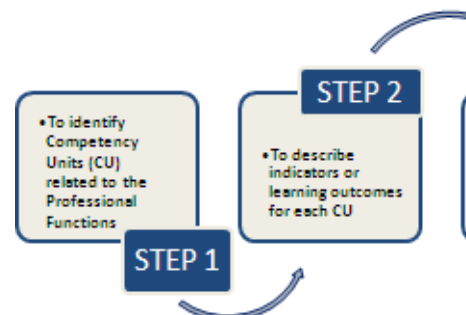 •To identify
Competency
Units (CU)
related to the
Professional
Functions
STEP 1
STEP 2
•To describe
indicators or
learning outcomes
for each CU